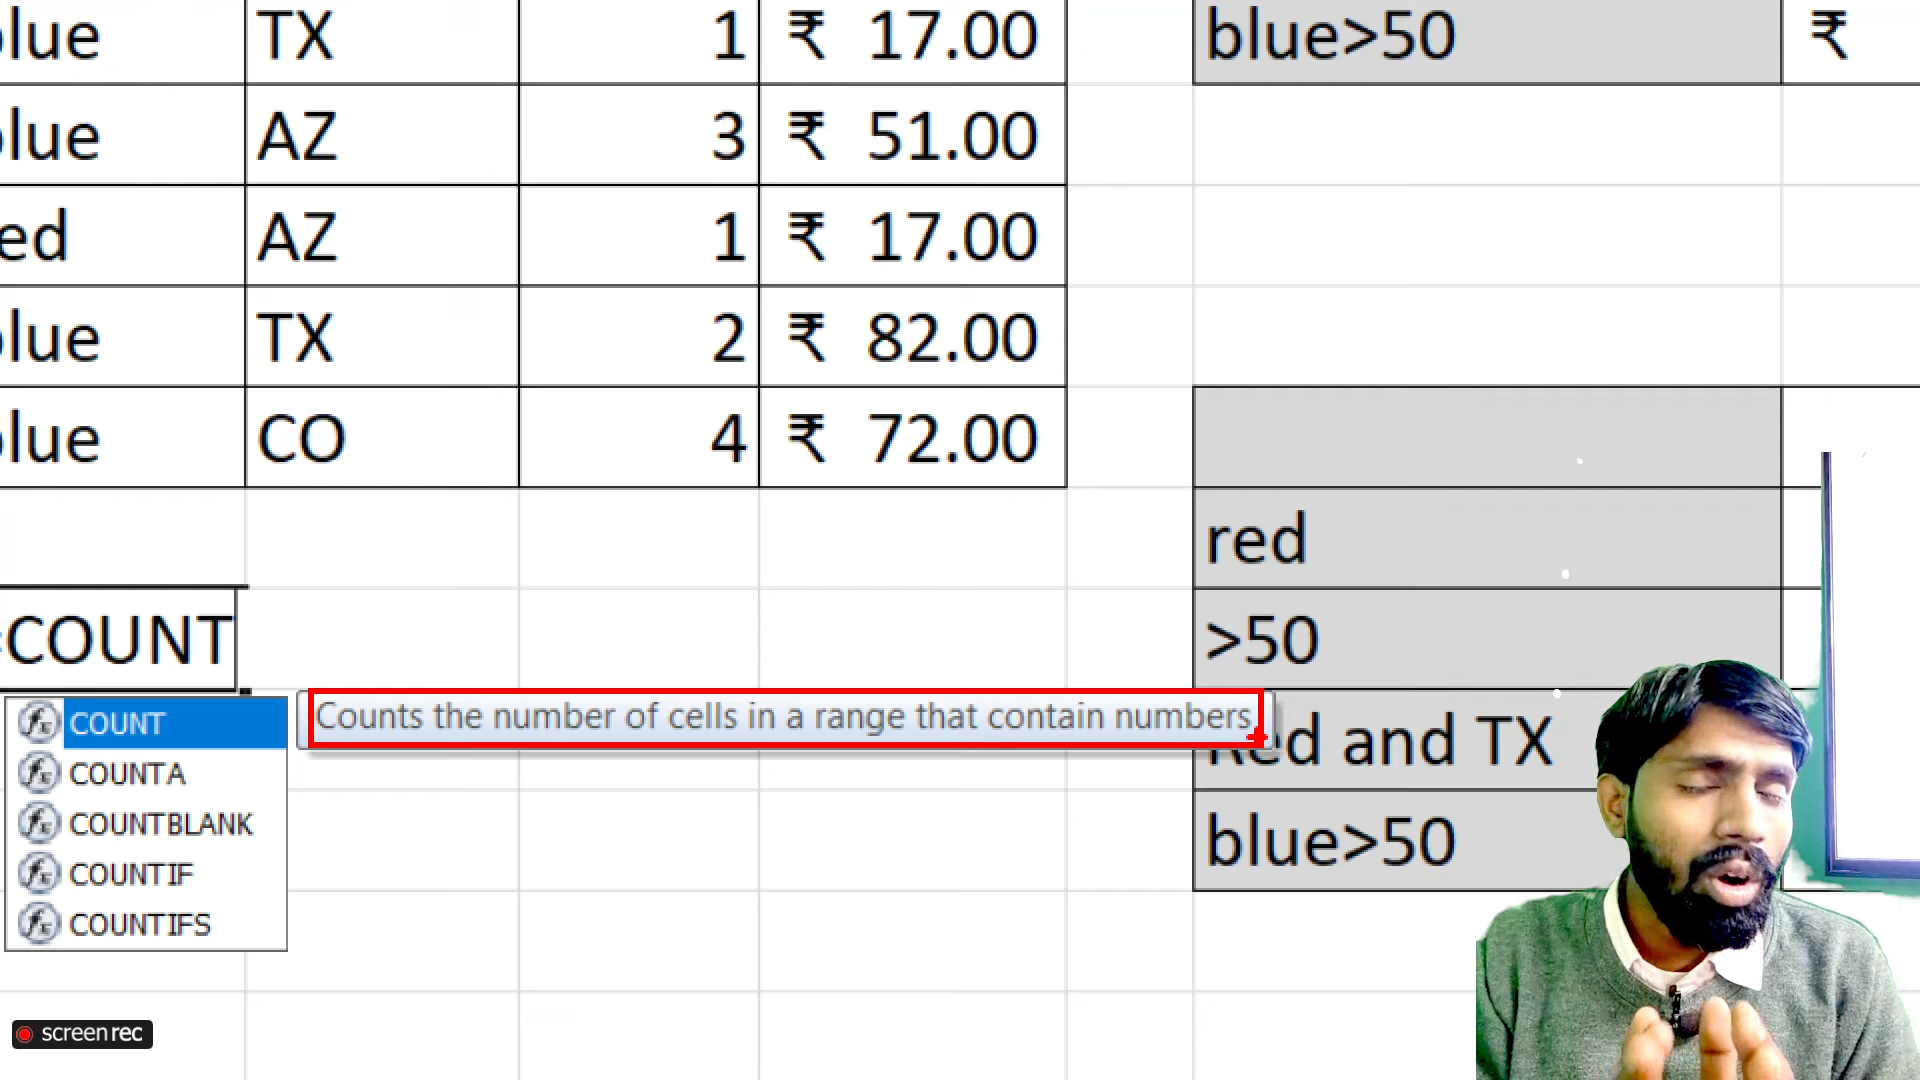 lue TX 1 ₹ 17.00 blue>50 ₹
lue AZ 3 ₹ 51.00
ed AZ 1 ₹ 17.00
lue TX 2 ₹ 82.00
lue CO 4 ₹ 72.00
red
=COUNT >50
Counts the number of cells in a range that contain numbers
ed and TX
blue>50
COUNT
COUNTA
COUNTBLANK
COUNTIF
COUNTIFS
screenrec